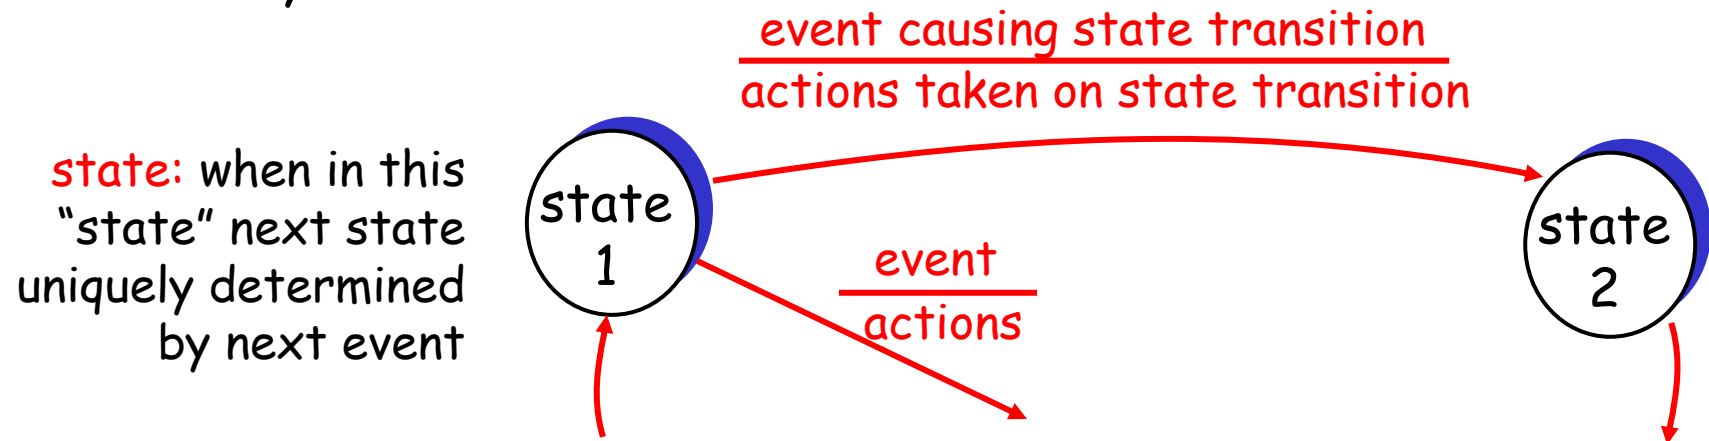 event causing state transition
actions taken on state transition
state: when in this
“state” next state
uniquely determined
by next event
state
1
event
actions
state
2